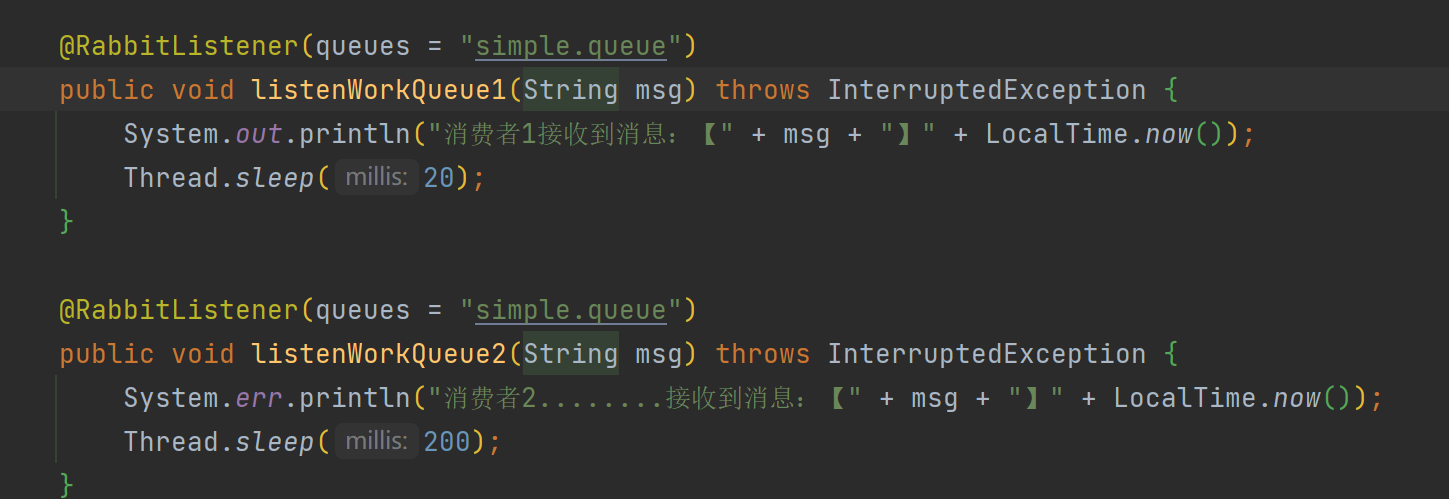 @RabbitListener(queues = "simple.queue")
public void listenWorkQueue1(String msg) throws InterruptedException {
    System.out.println("消费者1接收到消息：【" + msg + "】" + LocalTime.now());
    Thread.sleep( millis: 20);
}
@RabbitListener(queues = "simple.queue")
public void listenWorkQueue2(String msg) throws InterruptedException {
    System.err.println("消费者2........接收到消息：【" + msg + "】" + LocalTime.now());
    Thread.sleep( millis: 200);
}